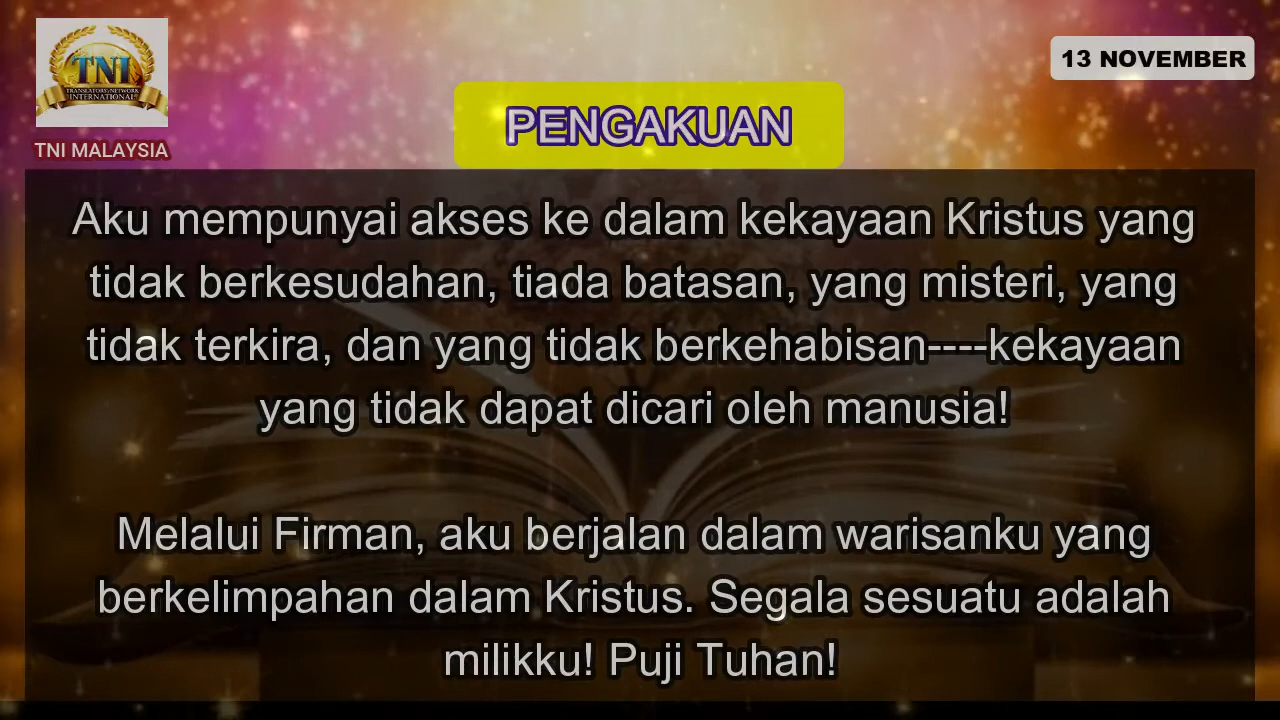 TNI
TRANSLATORS' NETWORK
INTERNATIONAL
TNI MALAYSIA
13 NOVEMBER
PENGAKUAN
Aku mempunyai akses ke dalam kekayaan Kristus yang
tidak berkesudahan, tiada batasan, yang misteri, yang
tidak terkira, dan yang tidak berkehabisan----kekayaan
yang tidak dapat dicari oleh manusia!
Melalui Firman, aku berjalan dalam warisanku yang
berkelimpahan dalam Kristus. Segala sesuatu adalah
milikku! Puji Tuhan!